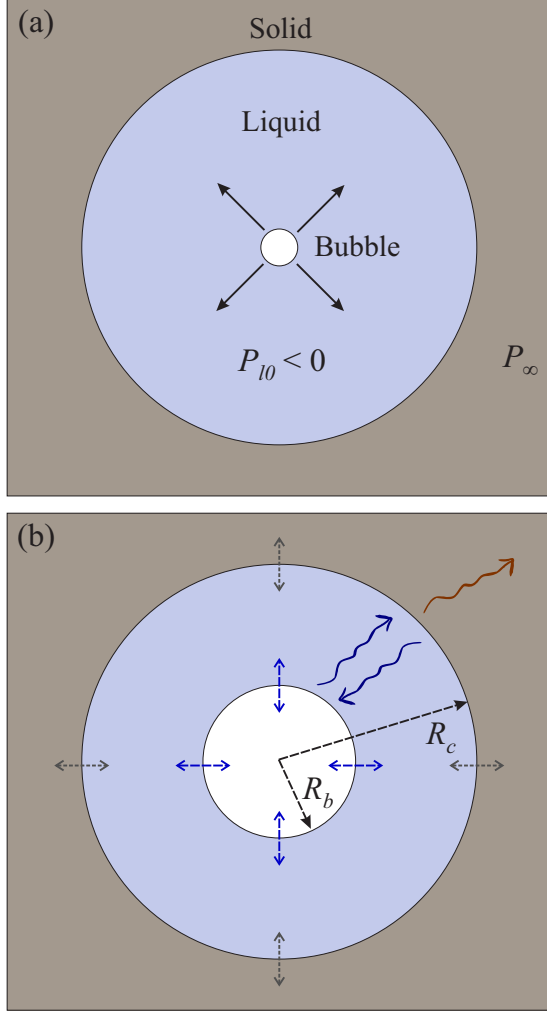 (a)
Solid
Liquid
Bubble
P_{l0} < 0
P_∞
(b)
R_c
R_b